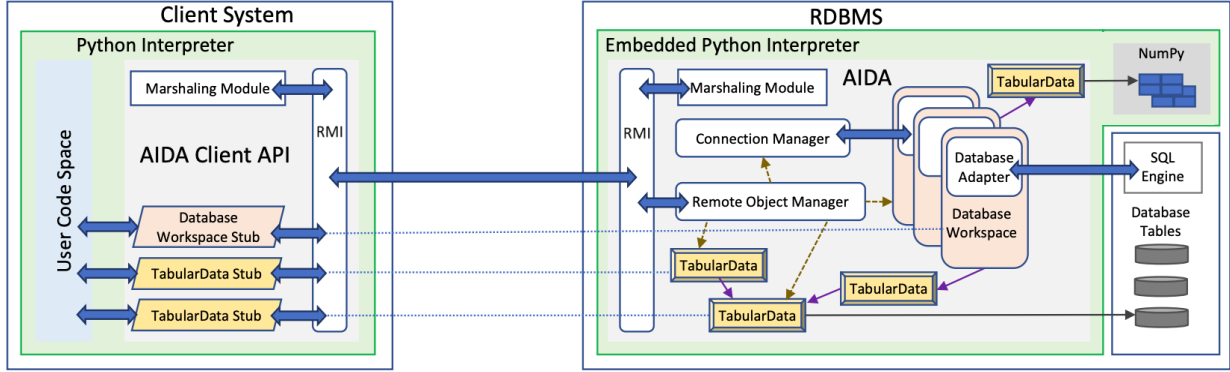 Client System
Python Interpreter
User Code Space
Marshaling Module
RMI
AIDA Client API
Database
Workspace Stub
TabularData Stub
TabularData Stub
RDBMS
Embedded Python Interpreter
RMI
Marshaling Module
AIDA
TabularData
NumPy
Connection Manager
Remote Object Manager
Database
Adapter
Database
Workspace
SQL
Engine
Database
Tables
TabularData
TabularData
TabularData